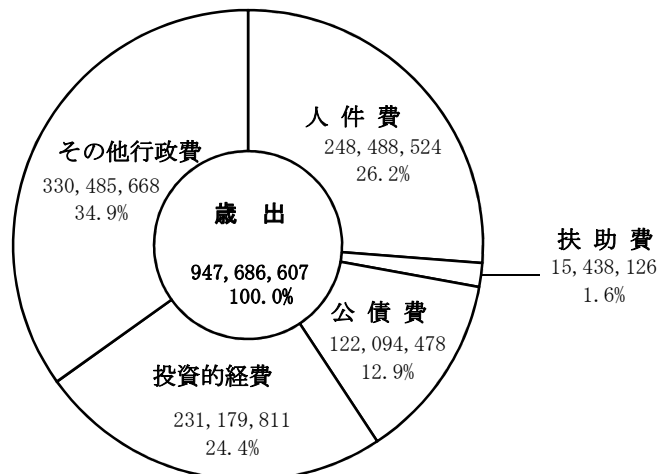 人件費
248,488,524
26.2%
扶助費
15,438,126
1.6%
公債費
122,094,478
12.9%
投資的経費
231,179,811
24.4%
その他行政費
330,485,668
34.9%
歳出
947,686,607
100.0%